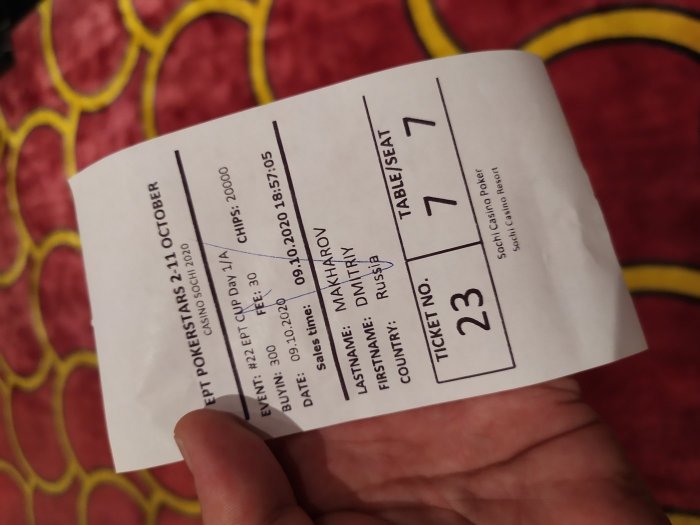 EPT POKERSTARS 2-11 OCTOBER
CASINO SOCHI 2020
EVENT: #22 EPT CUP Day 1/A
BUYIN: 300 FEE: 30 CHIPS: 20000
DATE: 09.10.2020
Sales time: 09.10.2020 18:57:05
LASTNAME: MAKHAROV
FIRSTNAME: DMITRIY
COUNTRY: Russia
TICKET NO. TABLE/SEAT
23 7 7
Sochi Casino Poker
Sochi Casino Resort